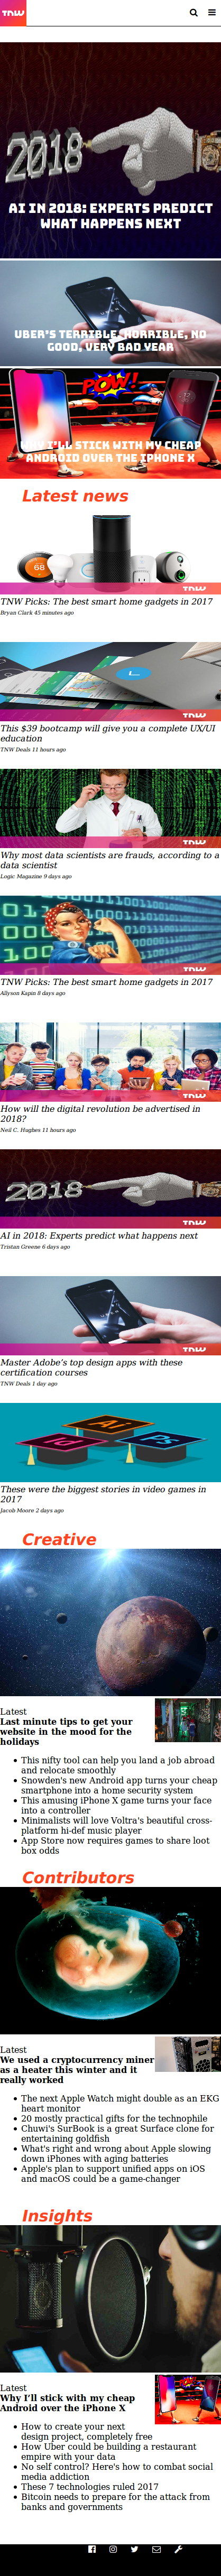 TNW
AI IN 2018: EXPERTS PREDICT
WHAT HAPPENS NEXT
UBER'S TERRIBLE, HORRIBLE, NO
GOOD, VERY BAD YEAR
POW!
WHY I'LL STICK WITH MY CHEAP
ANDROID OVER THE IPHONE X
Latest news
68
TNW
TNW Picks: The best smart home gadgets in 2017
Bryan Clark 45 minutes ago
TNW
This $39 bootcamp will give you a complete UX/UI
education
TNW Deals 11 hours ago
TNW
Why most data scientists are frauds, according to a
data scientist
Logic Magazine 9 days ago
TNW
TNW Picks: The best smart home gadgets in 2017
Allyson Kapin 8 days ago
TNW
How will the digital revolution be advertised in
2018?
Neil C. Hughes 11 hours ago
2018
TNW
AI in 2018: Experts predict what happens next
Tristan Greene 6 days ago
TNW
Master Adobe's top design apps with these
certification courses
TNW Deals 1 day ago
TNW
These were the biggest stories in video games in
2017
Jacob Moore 2 days ago
Creative
Latest
Last minute tips to get your
website in the mood for the
holidays
• This nifty tool can help you land a job abroad
and relocate smoothly
• Snowden's new Android app turns your cheap
smartphone into a home security system
• This amusing iPhone X game turns your face
into a controller
• Minimalists will love Voltra's beautiful cross-
platform hi-def music player
• App Store now requires games to share loot
box odds
Contributors
Latest
We used a cryptocurrency miner
as a heater this winter and it
really worked
• The next Apple Watch might double as an EKG
heart monitor
• 20 mostly practical gifts for the technophile
• Chuwi's SurBook is a great Surface clone for
entertaining goldfish
• What's right and wrong about Apple slowing
down iPhones with aging batteries
• Apple's plan to support unified apps on iOS
and macOS could be a game-changer
Insights
Latest
Why I'll stick with my cheap
Android over the iPhone X
• How to create your next
design project, completely free
• How Uber could be building a restaurant
empire with your data
• No self control? Here's how to combat social
media addiction
• These 7 technologies ruled 2017
• Bitcoin needs to prepare for the attack from
banks and governments